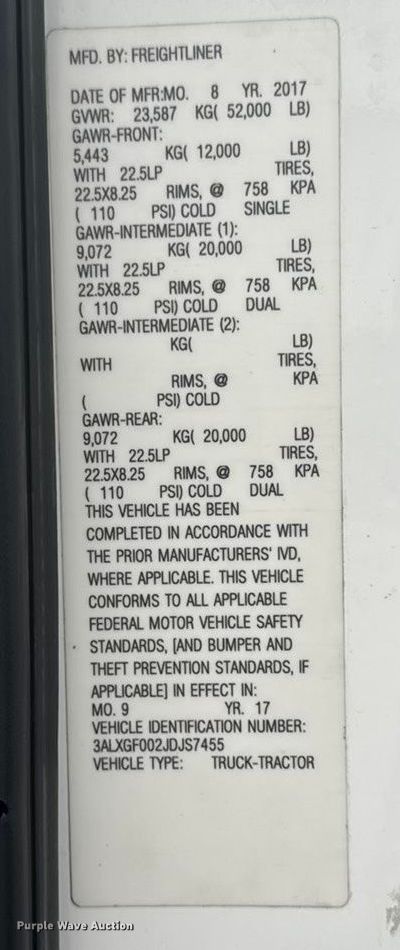 MFD. BY: FREIGHTLINER
DATE OF MFR:MO. 8 YR. 2017
GVWR: 23,587 KG( 52,000 LB)
GAWR-FRONT:
5,443 KG( 12,000 LB)
WITH 22.5LP TIRES,
22.5X8.25 RIMS, @ 758 KPA
( 110 PSI) COLD SINGLE
GAWR-INTERMEDIATE (1):
9,072 KG( 20,000 LB)
WITH 22.5LP TIRES,
22.5X8.25 RIMS, @ 758 KPA
( 110 PSI) COLD DUAL
GAWR-INTERMEDIATE (2):
KG( LB)
WITH TIRES,
RIMS, @ KPA
( PSI) COLD
GAWR-REAR:
9,072 KG( 20,000 LB)
WITH 22.5LP TIRES,
22.5X8.25 RIMS, @ 758 KPA
( 110 PSI) COLD DUAL
THIS VEHICLE HAS BEEN
COMPLETED IN ACCORDANCE WITH
THE PRIOR MANUFACTURERS' IVD,
WHERE APPLICABLE. THIS VEHICLE
CONFORMS TO ALL APPLICABLE
FEDERAL MOTOR VEHICLE SAFETY
STANDARDS, [AND BUMPER AND
THEFT PREVENTION STANDARDS, IF
APPLICABLE] IN EFFECT IN:
MO. 9 YR. 17
VEHICLE IDENTIFICATION NUMBER:
3ALXGF002JDJS7455
VEHICLE TYPE: TRUCK-TRACTOR
Purple Wave Auction